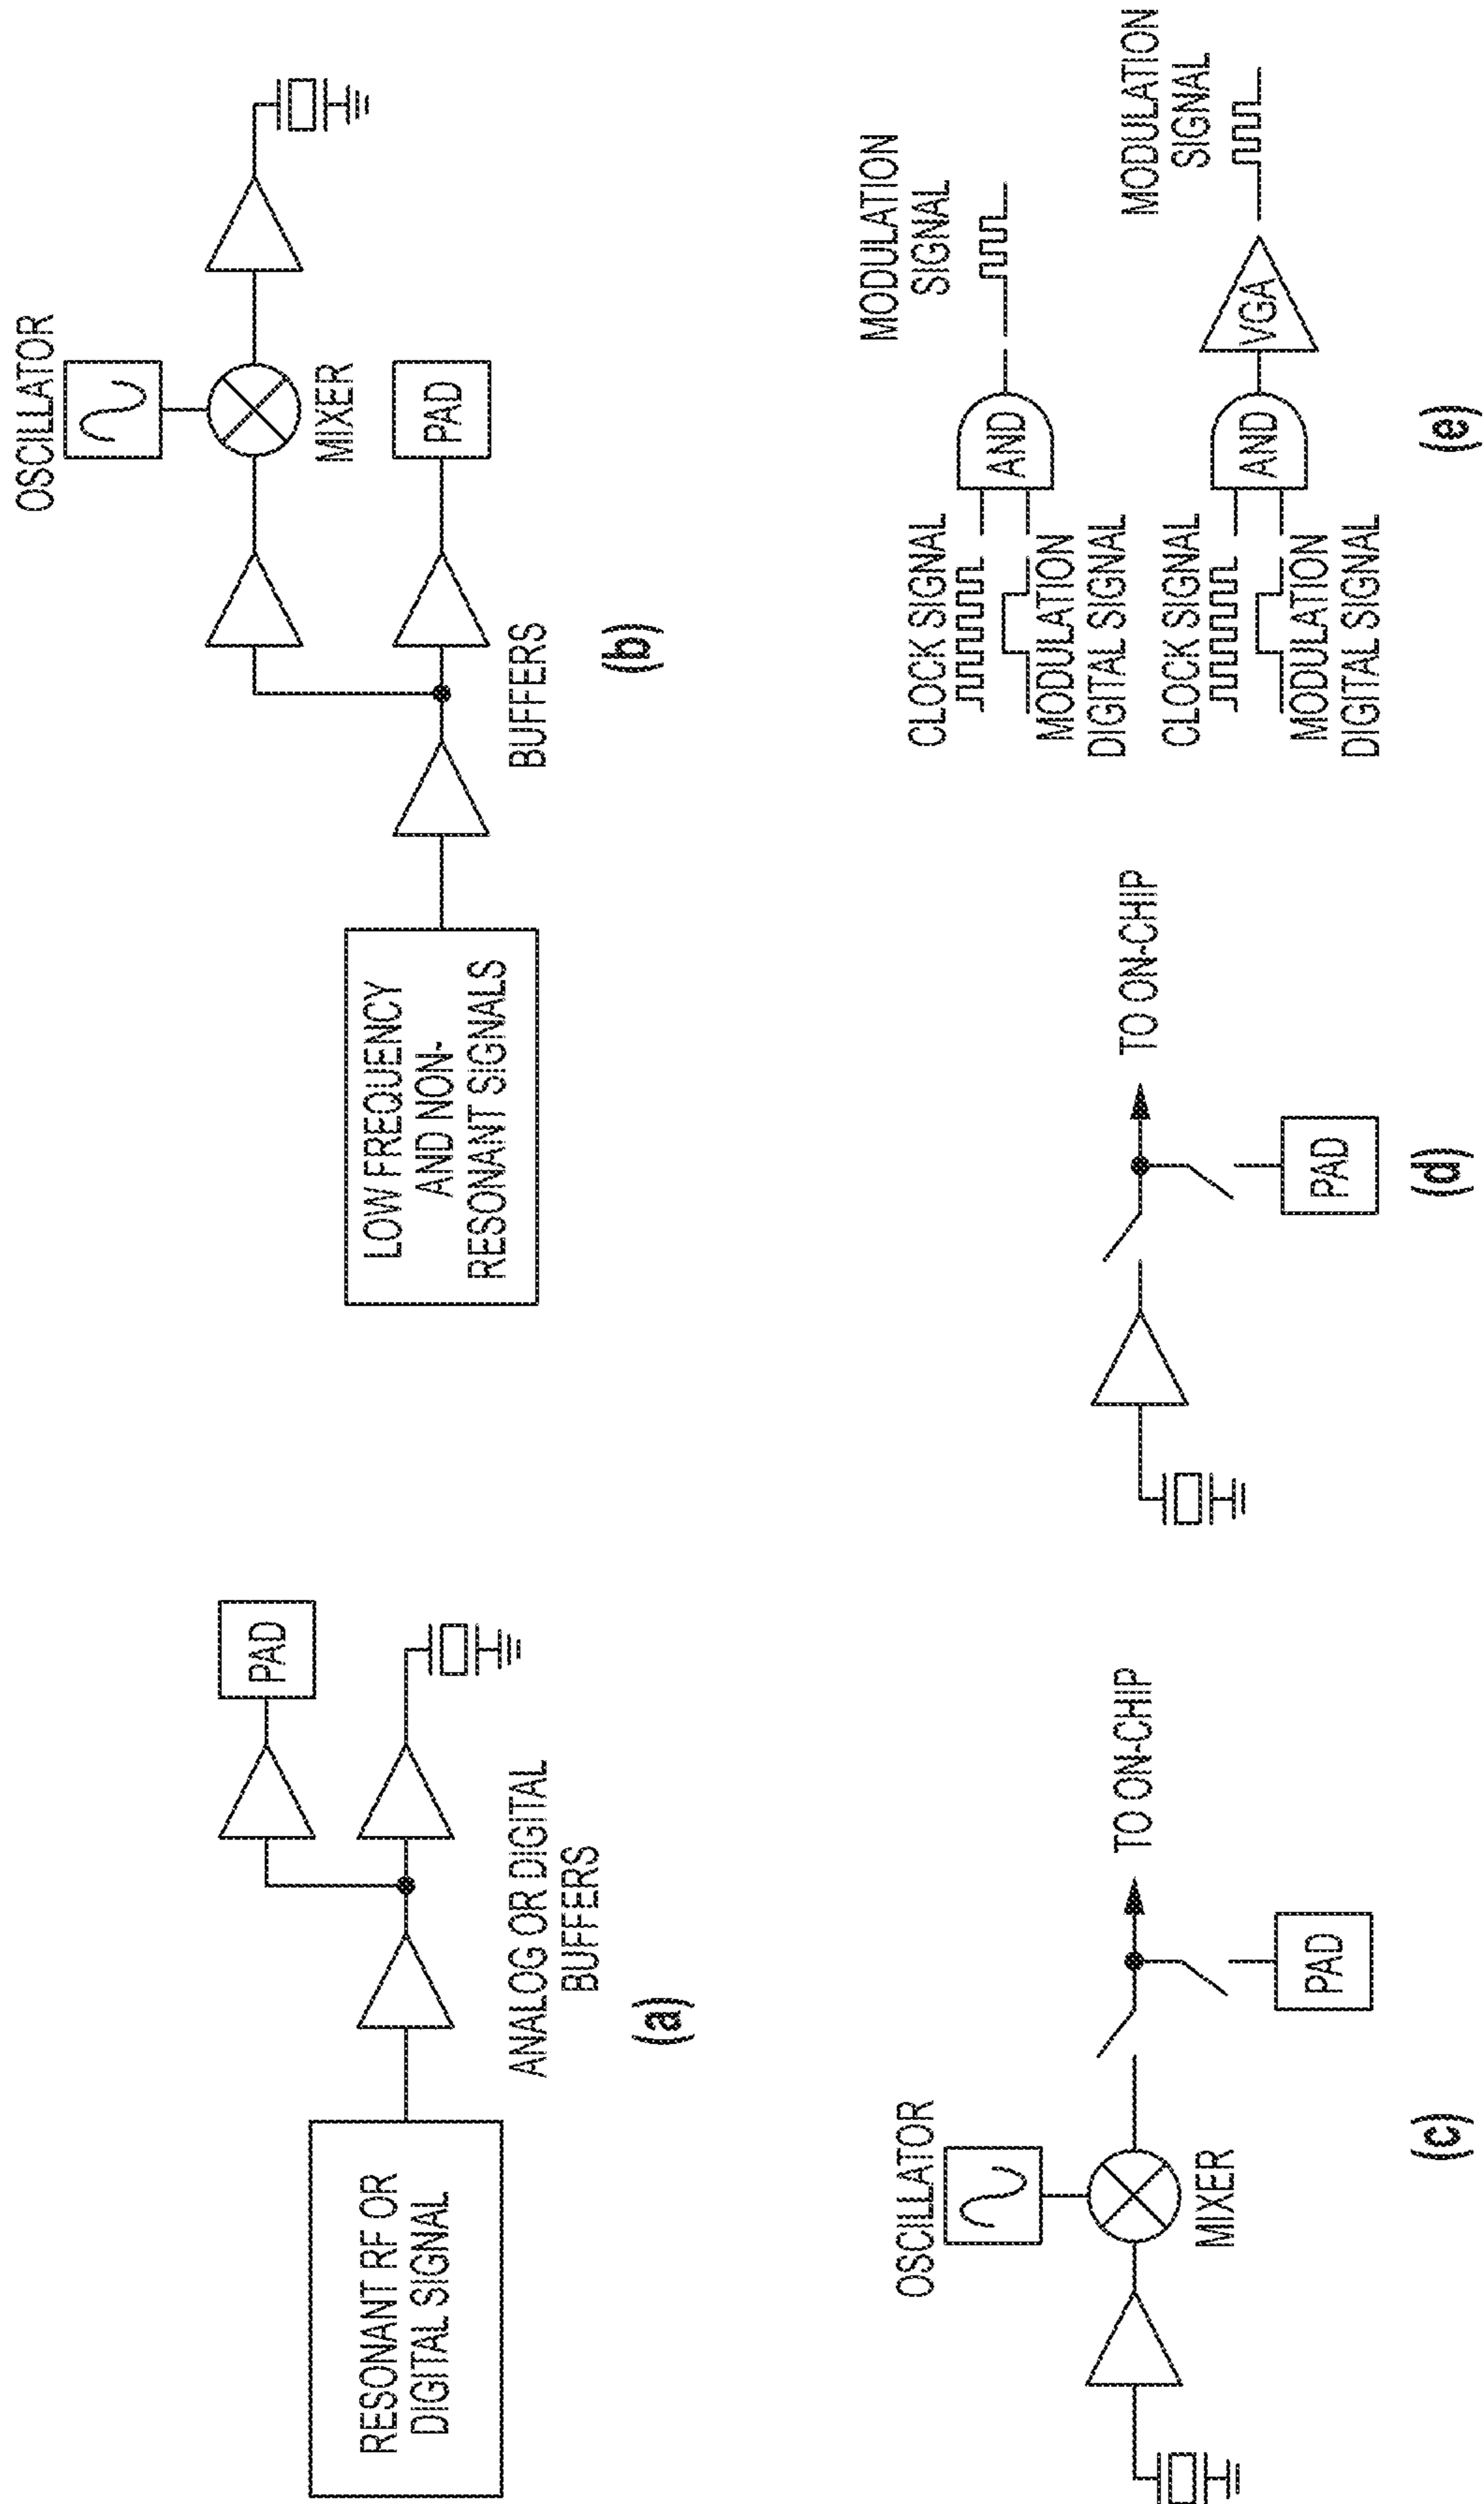 RESONANT RF OR
DIGITAL SIGNAL
PAD
ANALOG OR DIGITAL
BUFFERS
(a)
LOW FREQUENCY
AND NON-
RESONANT SIGNALS
OSCILLATOR
MIXER
PAD
BUFFERS
(b)
OSCILLATOR
MIXER
TO ON-CHIP
PAD
(c)
TO ON-CHIP
PAD
(d)
CLOCK SIGNAL
MODULATION
DIGITAL SIGNAL
AND
MODULATION
SIGNAL
CLOCK SIGNAL
MODULATION
DIGITAL SIGNAL
AND
VGA
MODULATION
SIGNAL
(e)